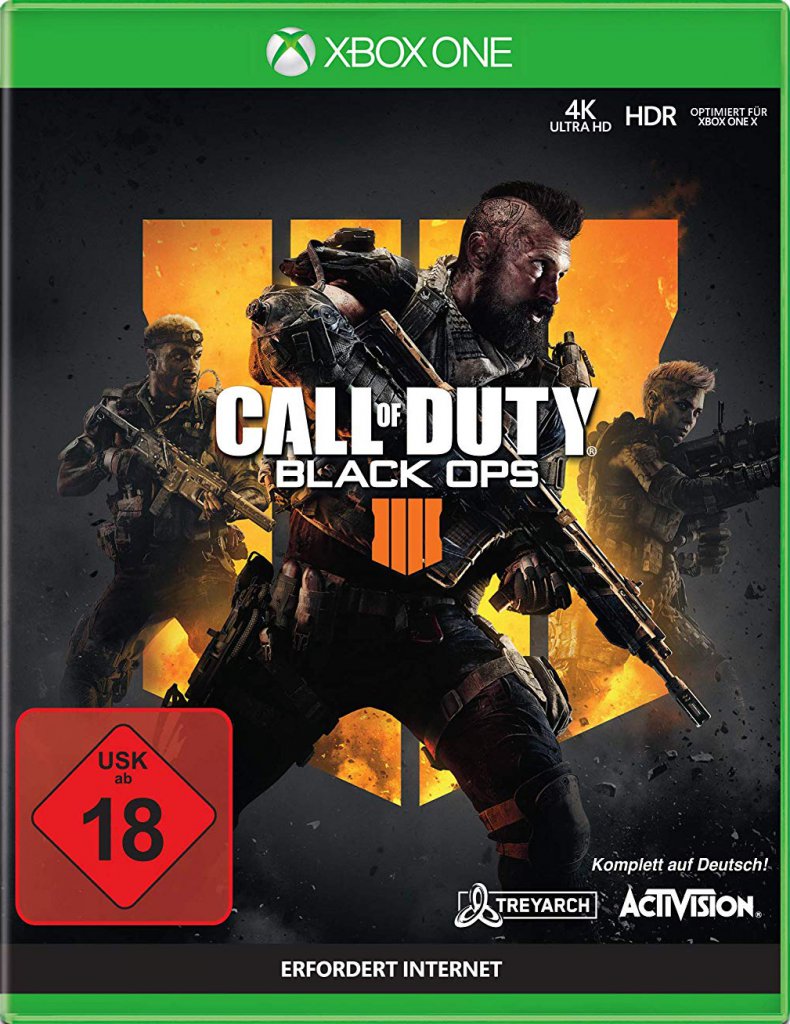 XBOX ONE
4K
ULTRA HD
HDR
OPTIMIERT FÜR
XBOX ONE X
CALL OF DUTY®
BLACK OPS
IIII
USK
ab
18
Komplett auf Deutsch!
TREYARCH
ACTIVISION®
ERFORDERT INTERNET